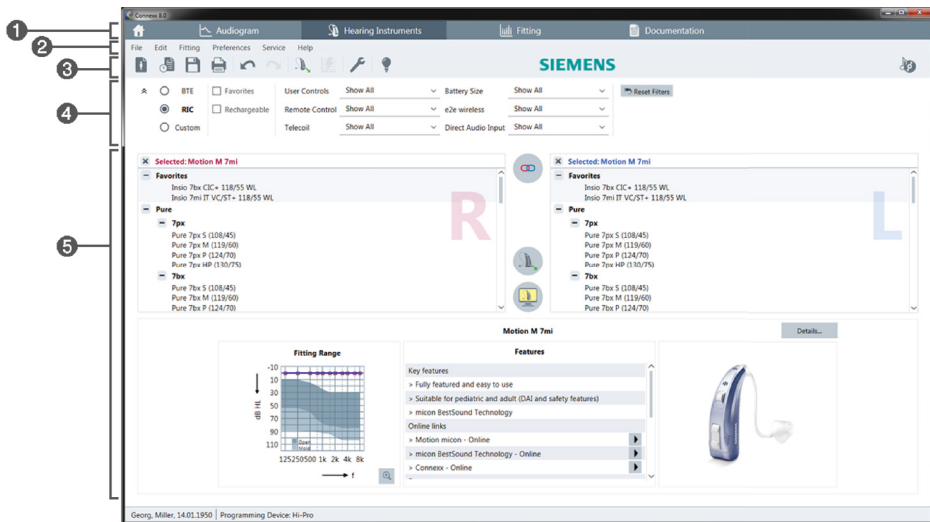 Connexx 8.0
1
Audiogram
Hearing Instruments
Fitting
Documentation
2
File Edit Fitting Preferences Service Help
3
SIEMENS
4
BTE Favorites User Controls Show All Battery Size Show All Reset Filters
RIC Rechargeable Remote Control Show All e2e wireless Show All
Custom Telecoil Show All Direct Audio Input Show All
5
Selected: Motion M 7mi
Favorites
Insio 7bx CIC+ 118/55 WL
Insio 7mi IT VC/ST+ 118/55 WL
Pure
7px
Pure 7px S (108/45)
Pure 7px M (119/60)
Pure 7px P (124/70)
Pure 7px HP (130/75)
7bx
Pure 7bx S (108/45)
Pure 7bx M (119/60)
Pure 7bx P (124/70)
R
Selected: Motion M 7mi
Favorites
Insio 7bx CIC+ 118/55 WL
Insio 7mi IT VC/ST+ 118/55 WL
Pure
7px
Pure 7px S (108/45)
Pure 7px M (119/60)
Pure 7px P (124/70)
Pure 7px HP (130/75)
7bx
Pure 7bx S (108/45)
Pure 7bx M (119/60)
Pure 7bx P (124/70)
L
Motion M 7mi
Details...
Fitting Range
-10
10
30
50
70
90
110
dB HL
Open
Mold
125250500 1k 2k 4k 8k
f
Features
Key features
> Fully featured and easy to use
> Suitable for pediatric and adult (DAI and safety features)
> micon BestSound Technology
Online links
> Motion micon - Online
> micon BestSound Technology - Online
> Connexx - Online
Georg, Miller, 14.01.1950 Programming Device: Hi-Pro